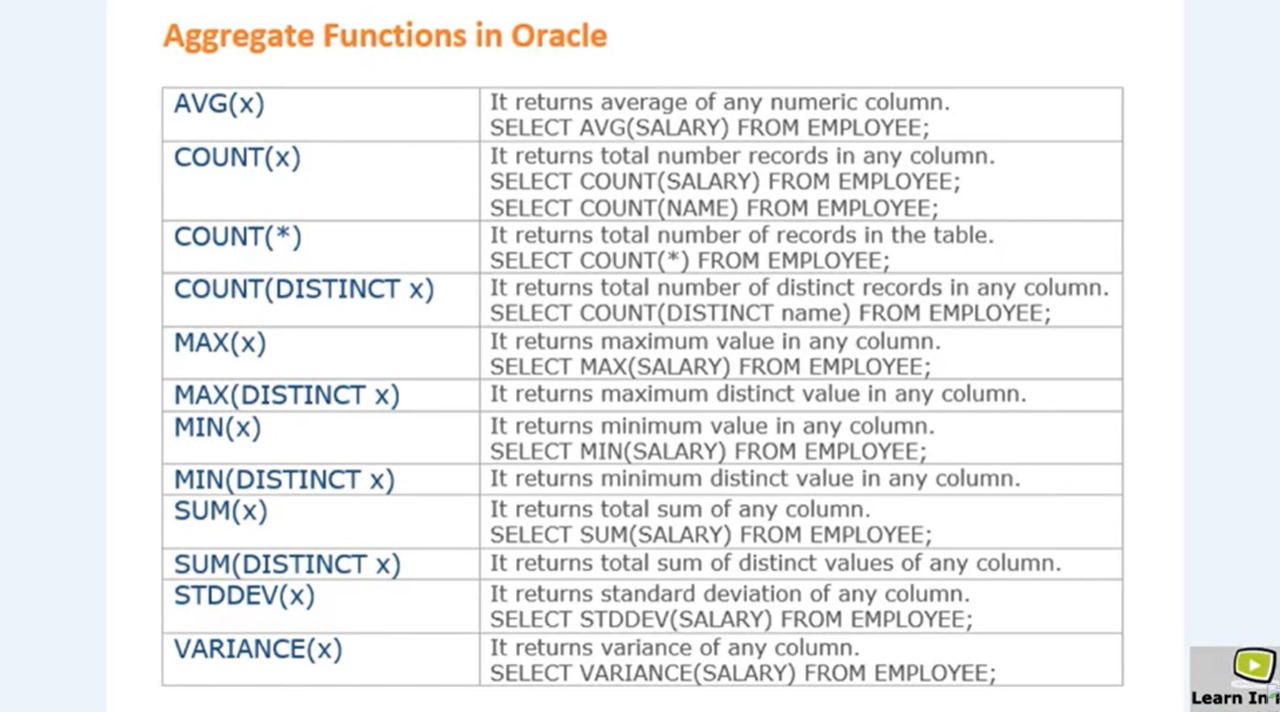 Aggregate Functions in Oracle
AVG(x)
It returns average of any numeric column.
SELECT AVG(SALARY) FROM EMPLOYEE;
COUNT(x)
It returns total number records in any column.
SELECT COUNT(SALARY) FROM EMPLOYEE;
SELECT COUNT(NAME) FROM EMPLOYEE;
COUNT(*)
It returns total number of records in the table.
SELECT COUNT(*) FROM EMPLOYEE;
COUNT(DISTINCT x)
It returns total number of distinct records in any column.
SELECT COUNT(DISTINCT name) FROM EMPLOYEE;
MAX(x)
It returns maximum value in any column.
SELECT MAX(SALARY) FROM EMPLOYEE;
MAX(DISTINCT x)
It returns maximum distinct value in any column.
MIN(x)
It returns minimum value in any column.
SELECT MIN(SALARY) FROM EMPLOYEE;
MIN(DISTINCT x)
It returns minimum distinct value in any column.
SUM(x)
It returns total sum of any column.
SELECT SUM(SALARY) FROM EMPLOYEE;
SUM(DISTINCT x)
It returns total sum of distinct values of any column.
STDDEV(x)
It returns standard deviation of any column.
SELECT STDDEV(SALARY) FROM EMPLOYEE;
VARIANCE(x)
It returns variance of any column.
SELECT VARIANCE(SALARY) FROM EMPLOYEE;
Learn In